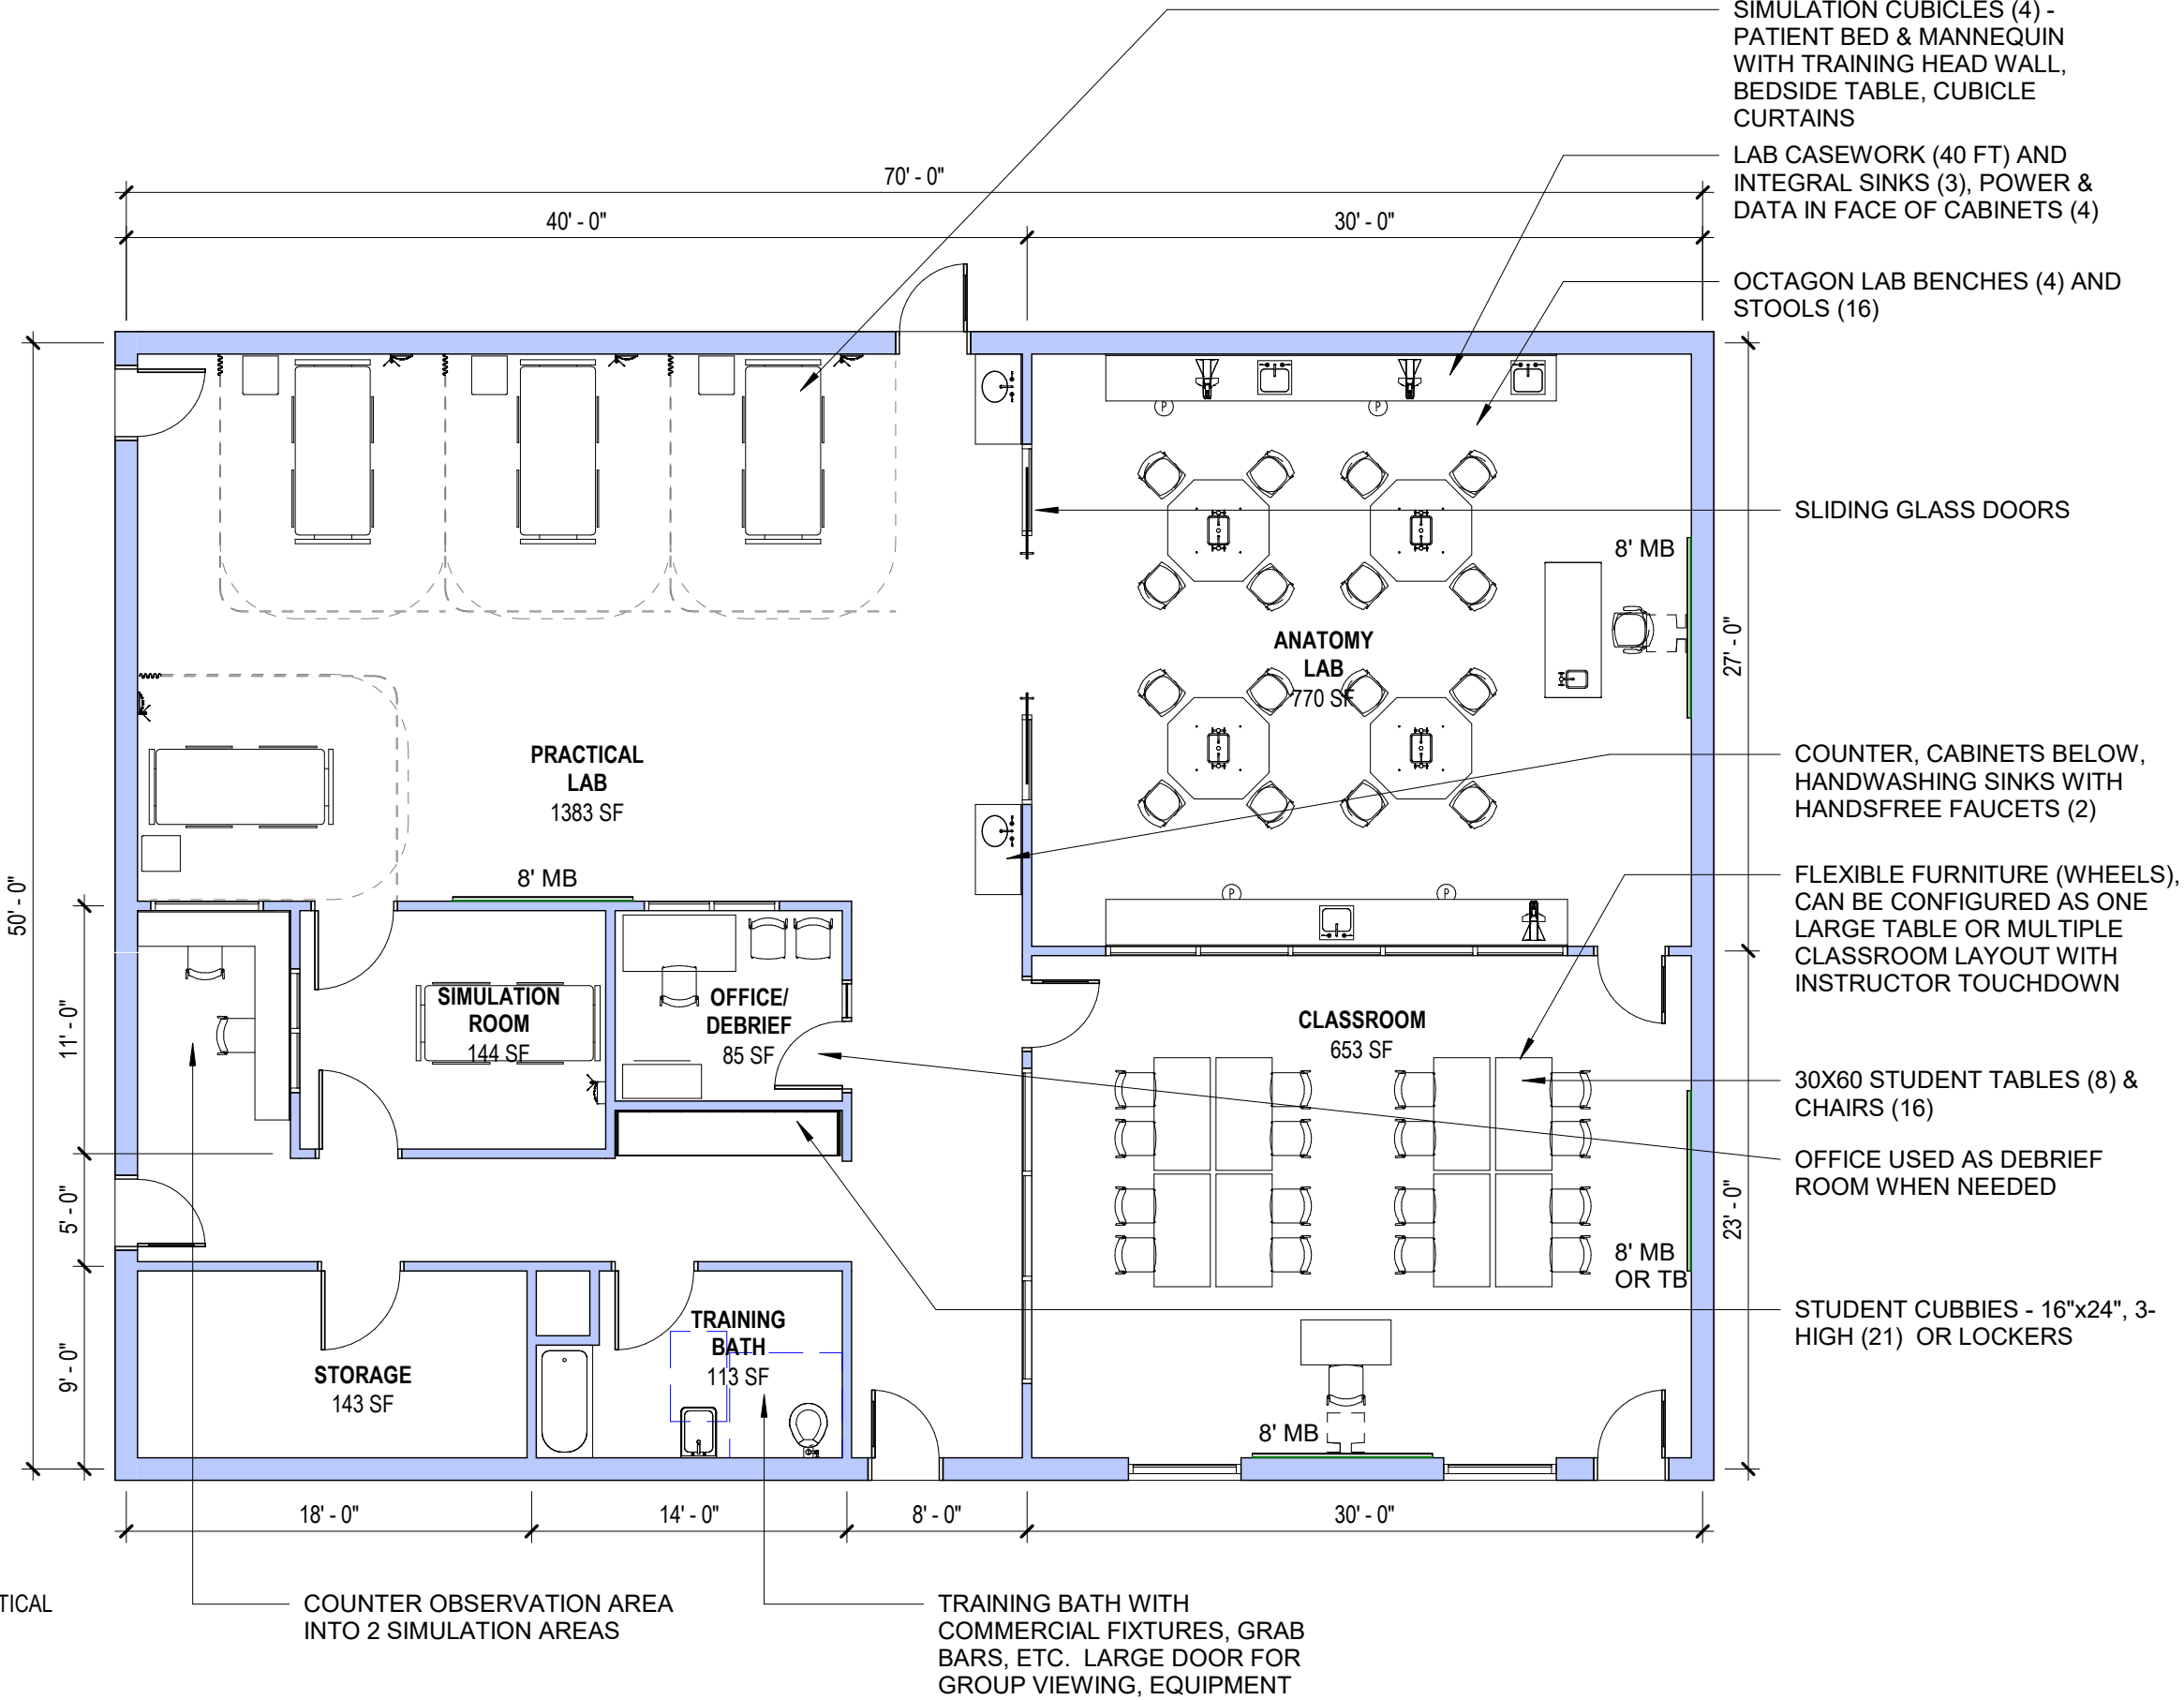 SIMULATION CUBICLES (4) -
PATIENT BED & MANNEQUIN
WITH TRAINING HEAD WALL,
BEDSIDE TABLE, CUBICLE
CURTAINS
LAB CASEWORK (40 FT) AND
INTEGRAL SINKS (3), POWER &
DATA IN FACE OF CABINETS (4)
70' - 0"
40' - 0"
30' - 0"
OCTAGON LAB BENCHES (4) AND
STOOLS (16)
P
P
SLIDING GLASS DOORS
8' MB
ANATOMY
LAB
770 SF
27' - 0"
PRACTICAL
LAB
1383 SF
COUNTER, CABINETS BELOW,
HANDWASHING SINKS WITH
HANDSFREE FAUCETS (2)
8' MB
P
P
FLEXIBLE FURNITURE (WHEELS),
CAN BE CONFIGURED AS ONE
LARGE TABLE OR MULTIPLE
CLASSROOM LAYOUT WITH
INSTRUCTOR TOUCHDOWN
50' - 0"
11' - 0"
SIMULATION
ROOM
144 SF
OFFICE/
DEBRIEF
85 SF
CLASSROOM
653 SF
30X60 STUDENT TABLES (8) &
CHAIRS (16)
OFFICE USED AS DEBRIEF
ROOM WHEN NEEDED
5' - 0"
23' - 0"
8' MB
OR TB
STUDENT CUBBIES - 16"x24", 3-
HIGH (21) OR LOCKERS
9' - 0"
STORAGE
143 SF
TRAINING
BATH
113 SF
8' MB
18' - 0"
14' - 0"
8' - 0"
30' - 0"
TICAL
COUNTER OBSERVATION AREA
INTO 2 SIMULATION AREAS
TRAINING BATH WITH
COMMERCIAL FIXTURES, GRAB
BARS, ETC. LARGE DOOR FOR
GROUP VIEWING, EQUIPMENT